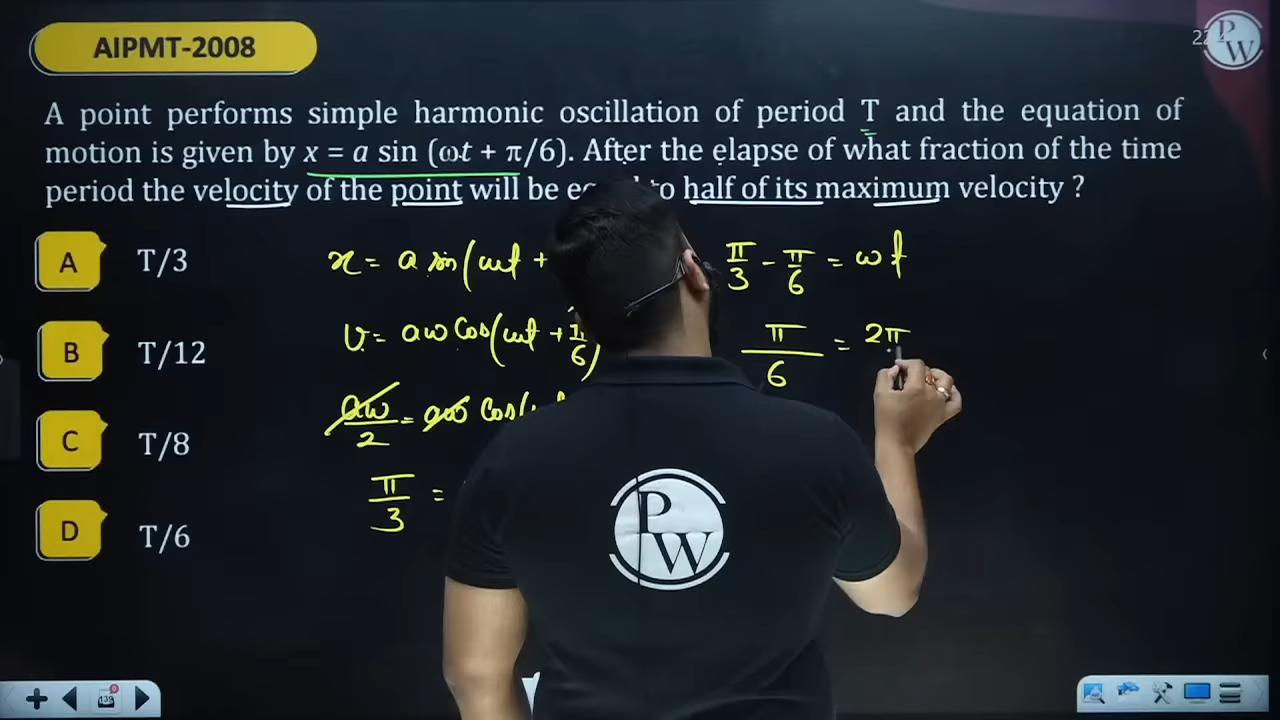 AIPMT-2008
PW
A point performs simple harmonic oscillation of period T and the equation of
motion is given by x = a sin (ωt + π/6). After the elapse of what fraction of the time
period the velocity of the point will be to half of its maximum velocity ?
A T/3
B T/12
C T/8
D T/6
x = a sin(ωt +
v = aω cos(ωt + π/6)
aω/2 = aω cos(
π/3 =
π/3 - π/6 = ωt
π/6 = 2π
PW
139